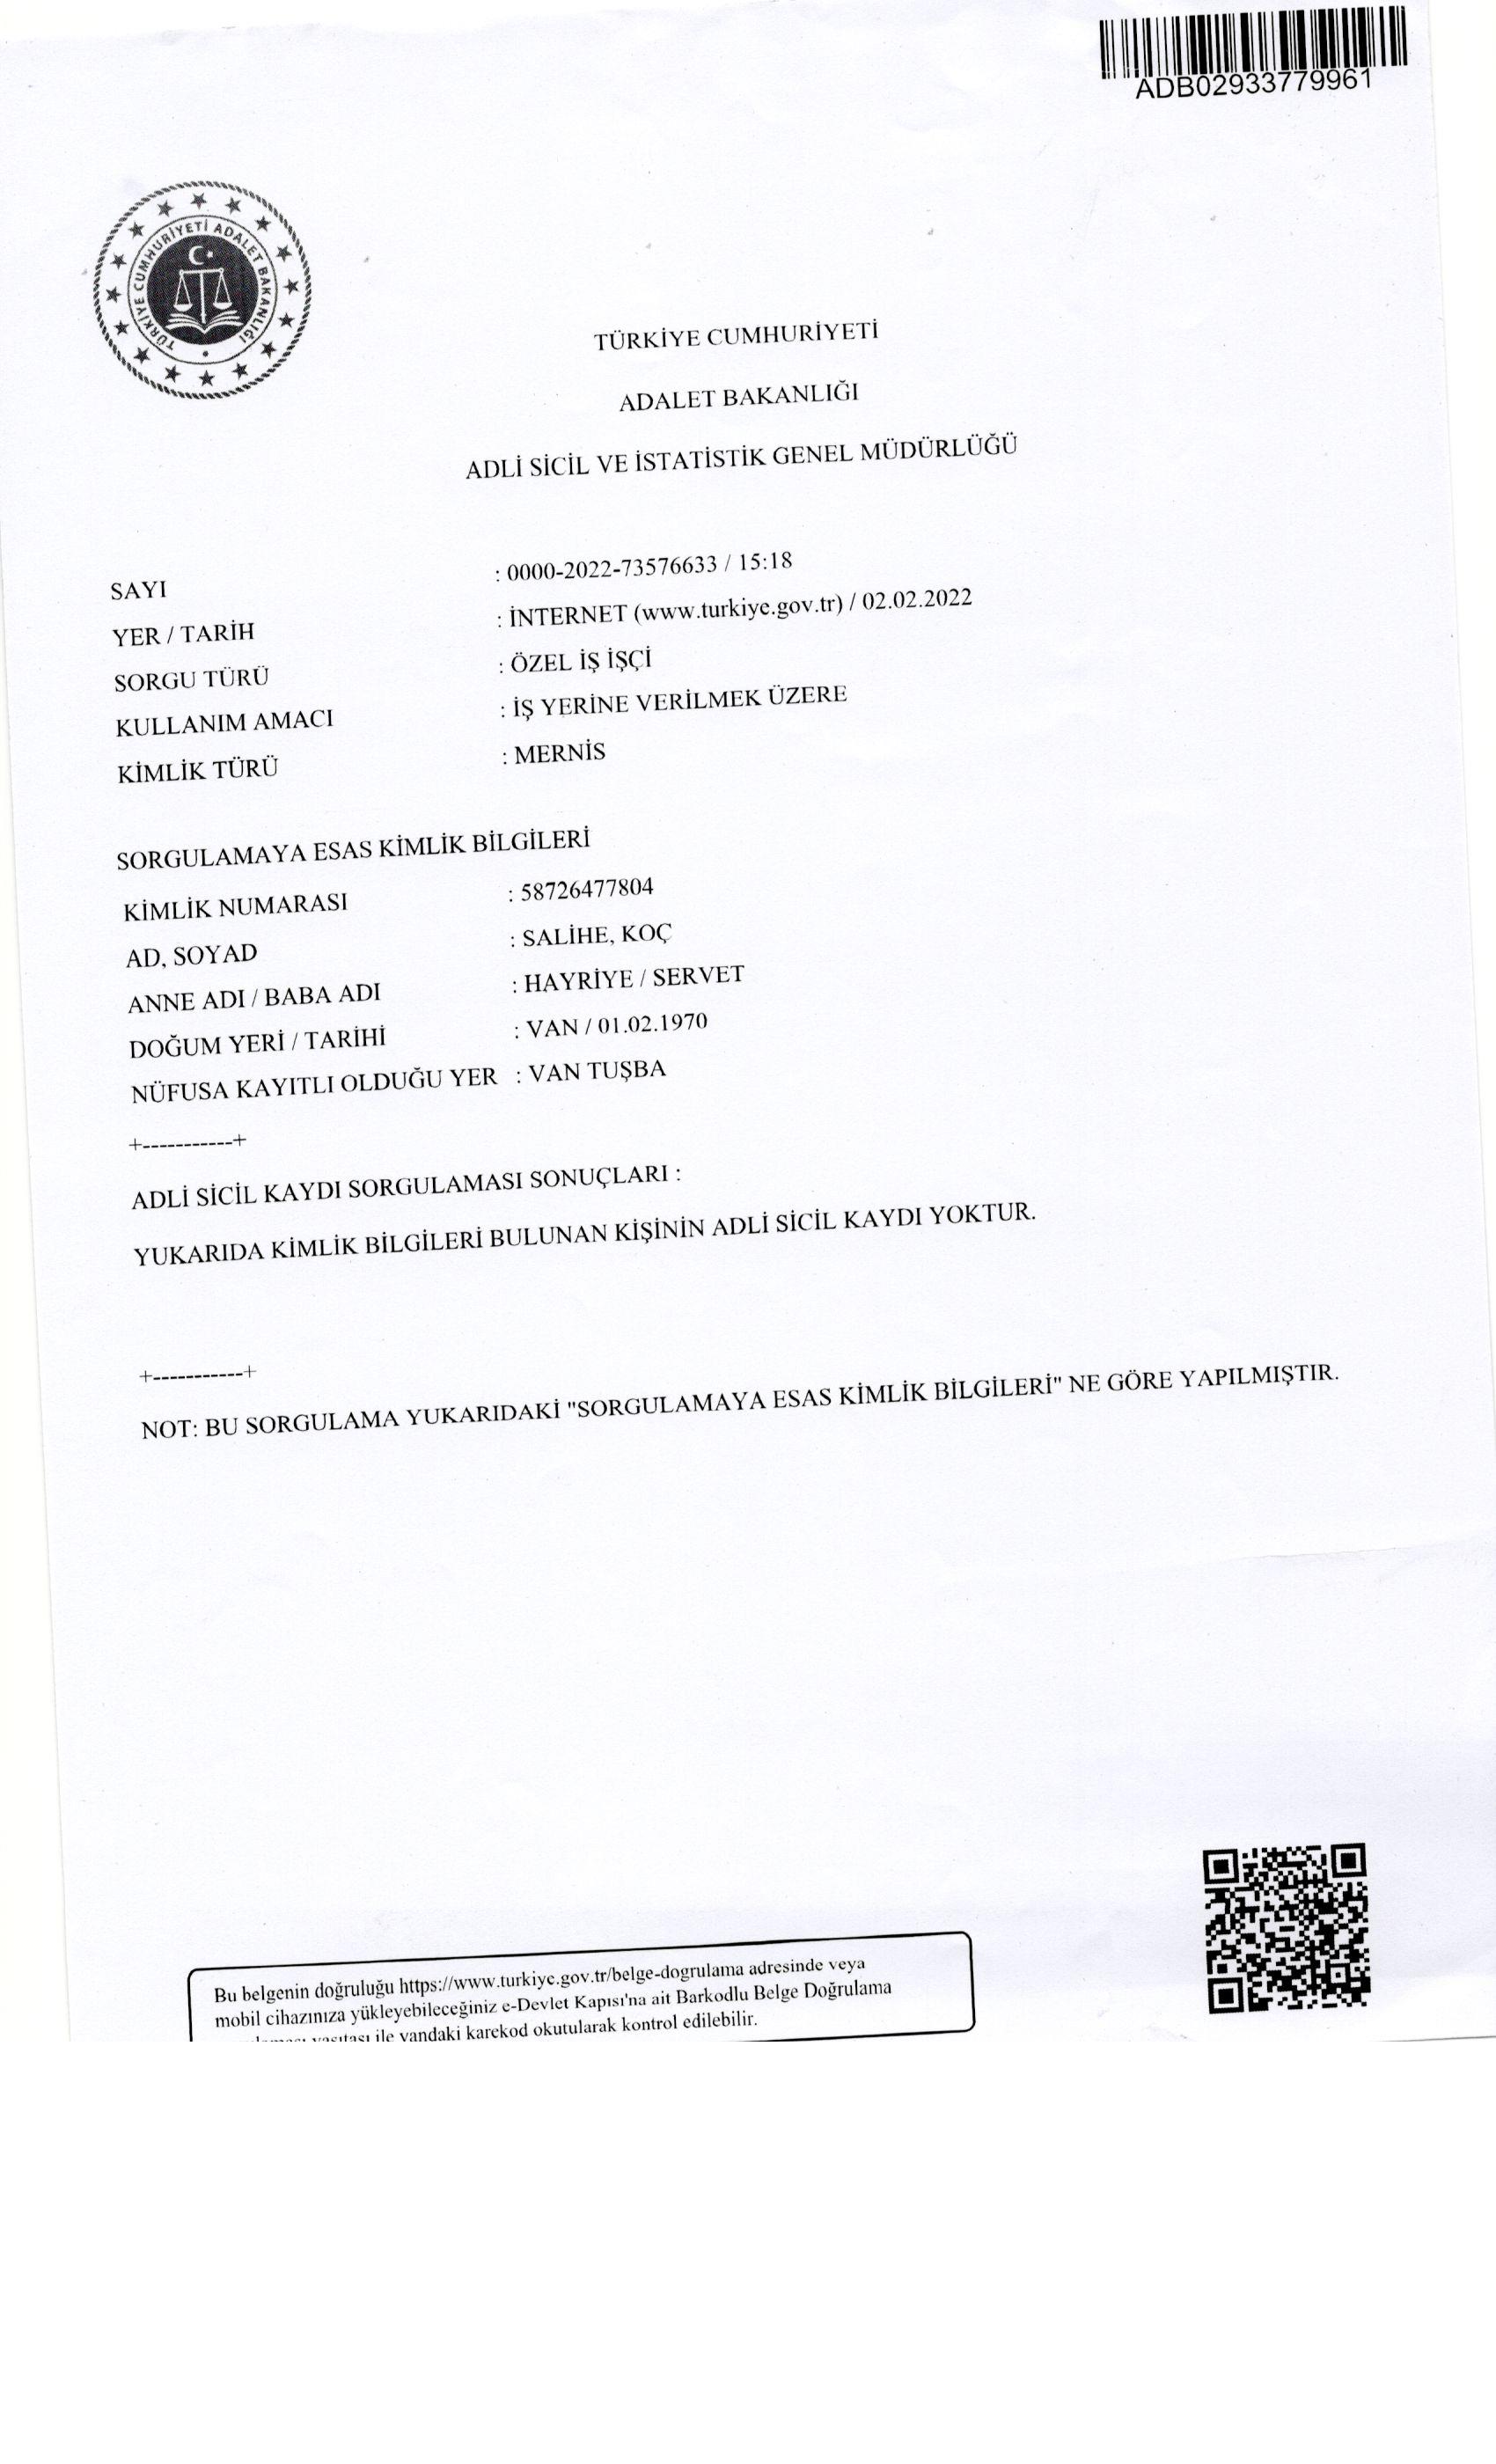 ADB02933779961
TÜRKİYE CUMHURİYETİ ADALET BAKANLIĞI
TÜRKİYE CUMHURİYETİ
ADALET BAKANLIĞI
ADLİ SİCİL VE İSTATİSTİK GENEL MÜDÜRLÜĞÜ
SAYI : 0000-2022-73576633 / 15:18
YER / TARİH : İNTERNET (www.turkiye.gov.tr) / 02.02.2022
SORGU TÜRÜ : ÖZEL İŞ İŞÇİ
KULLANIM AMACI : İŞ YERİNE VERİLMEK ÜZERE
KİMLİK TÜRÜ : MERNİS
SORGULAMAYA ESAS KİMLİK BİLGİLERİ
KİMLİK NUMARASI : 58726477804
AD, SOYAD : SALİHE, KOÇ
ANNE ADI / BABA ADI : HAYRİYE / SERVET
DOĞUM YERİ / TARİHİ : VAN / 01.02.1970
NÜFUSA KAYITLI OLDUĞU YER : VAN TUŞBA
+-----------+
ADLİ SİCİL KAYDI SORGULAMASI SONUÇLARI :
YUKARIDA KİMLİK BİLGİLERİ BULUNAN KİŞİNİN ADLİ SİCİL KAYDI YOKTUR.
+-----------+
NOT: BU SORGULAMA YUKARIDAKİ "SORGULAMAYA ESAS KİMLİK BİLGİLERİ" NE GÖRE YAPILMIŞTIR.
Bu belgenin doğruluğu https://www.turkiye.gov.tr/belge-dogrulama adresinde veya
mobil cihazınıza yükleyebileceğiniz e-Devlet Kapısı'na ait Barkodlu Belge Doğrulama
vasıtası ile yandaki karekod okutularak kontrol edilebilir.